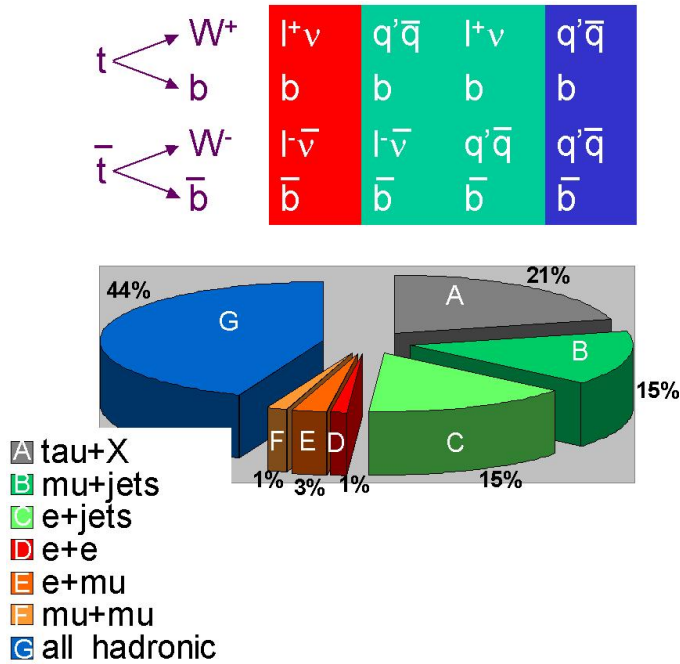 t W⁺ l⁺ν q'q̅ l⁺ν q'q̅
b b b b b
t̅ W⁻ l⁻ν̅ l⁻ν̅ q'q̅ q'q̅
b̅ b̅ b̅ b̅ b̅
44% 21%
A
G
B
15%
F E D C
1% 3% 1% 15%
A tau+X
B mu+jets
C e+jets
D e+e
E e+mu
F mu+mu
G all hadronic